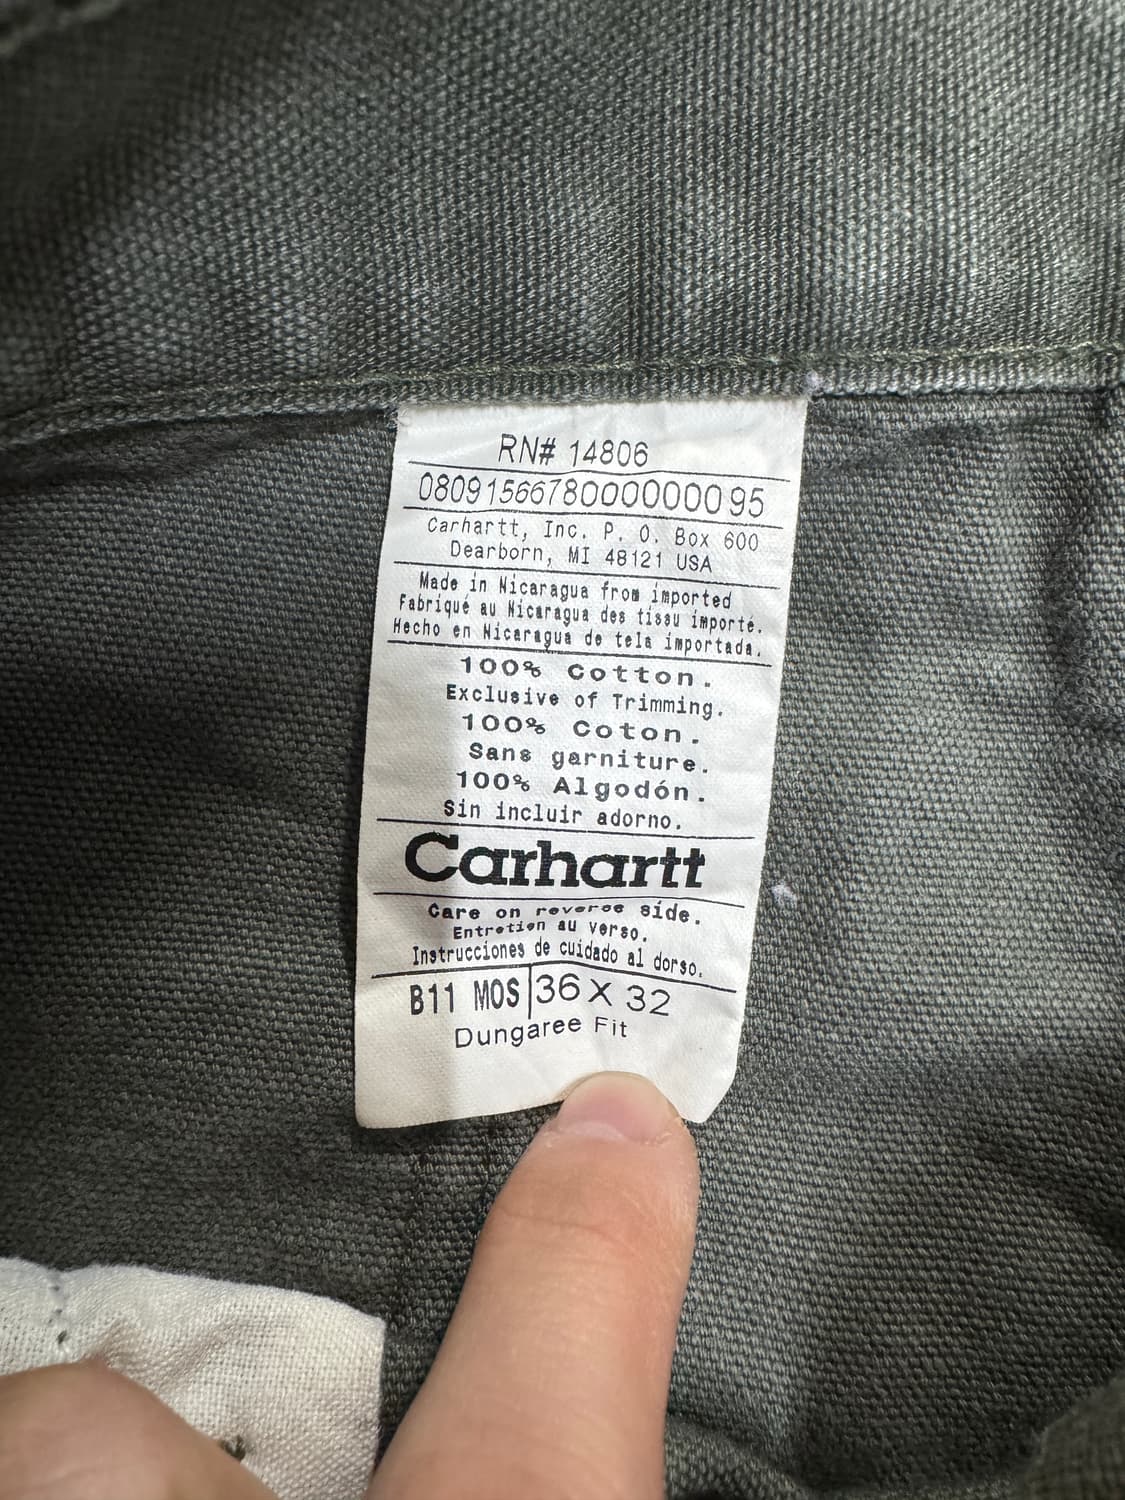 RN# 14806
0809156678000000095
Carhartt, Inc. P. O. Box 600
Dearborn, MI 48121 USA
Made in Nicaragua from imported
Fabriqué au Nicaragua des tissu importé.
Hecho en Nicaragua de tela importada.
100% Cotton.
Exclusive of Trimming.
100% Coton.
Sans garniture.
100% Algodón.
Sin incluir adorno.
Carhartt
Care on reverse side.
Entretien au verso.
Instrucciones de cuidado al dorso.
B11 MOS 36 X 32
Dungaree Fit